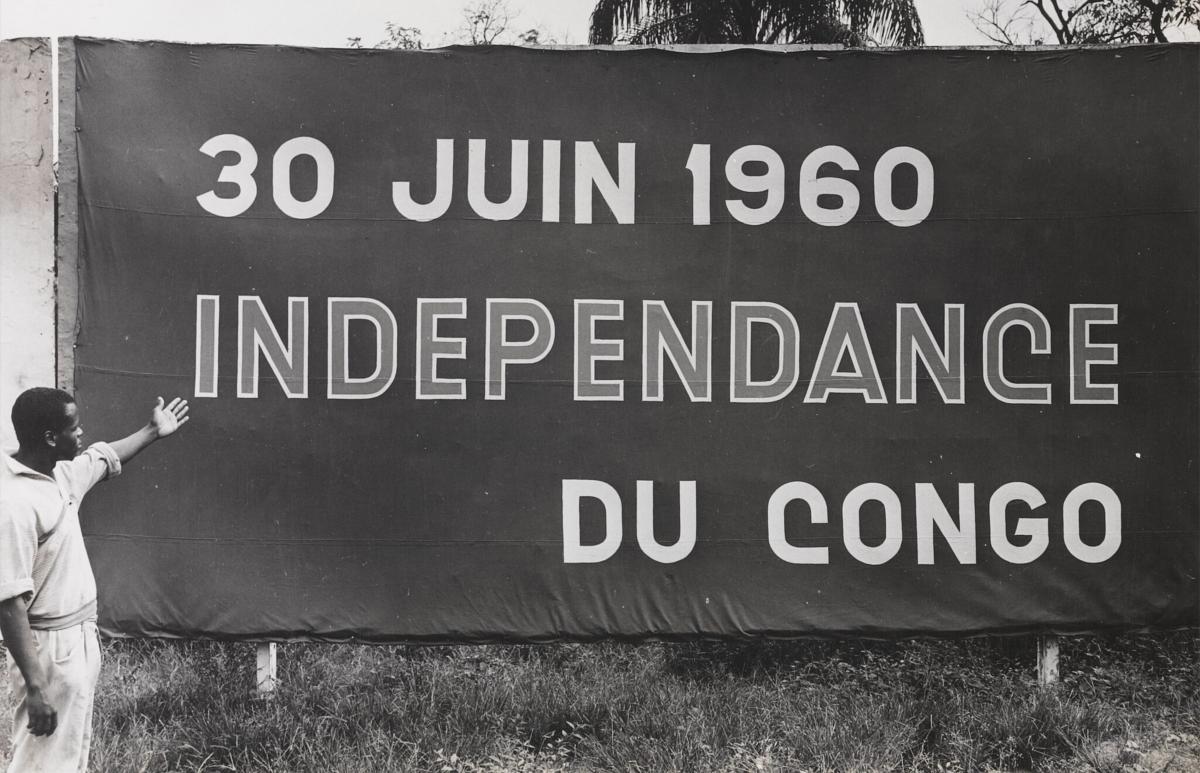 30 JUIN 1960
INDEPENDANCE
DU CONGO